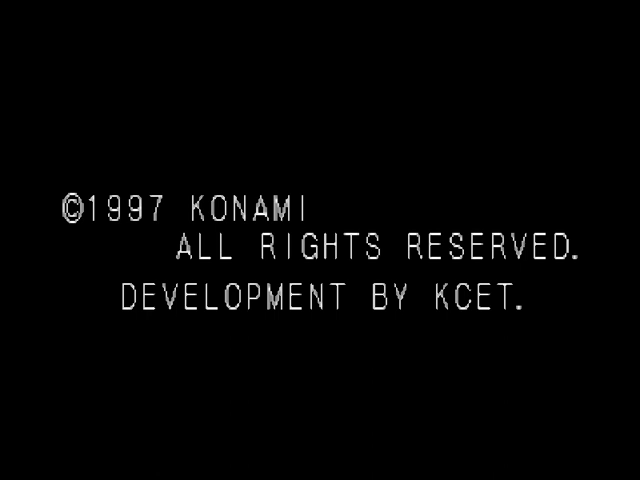 ©1997 KONAMI
ALL RIGHTS RESERVED.
DEVELOPMENT BY KCET.